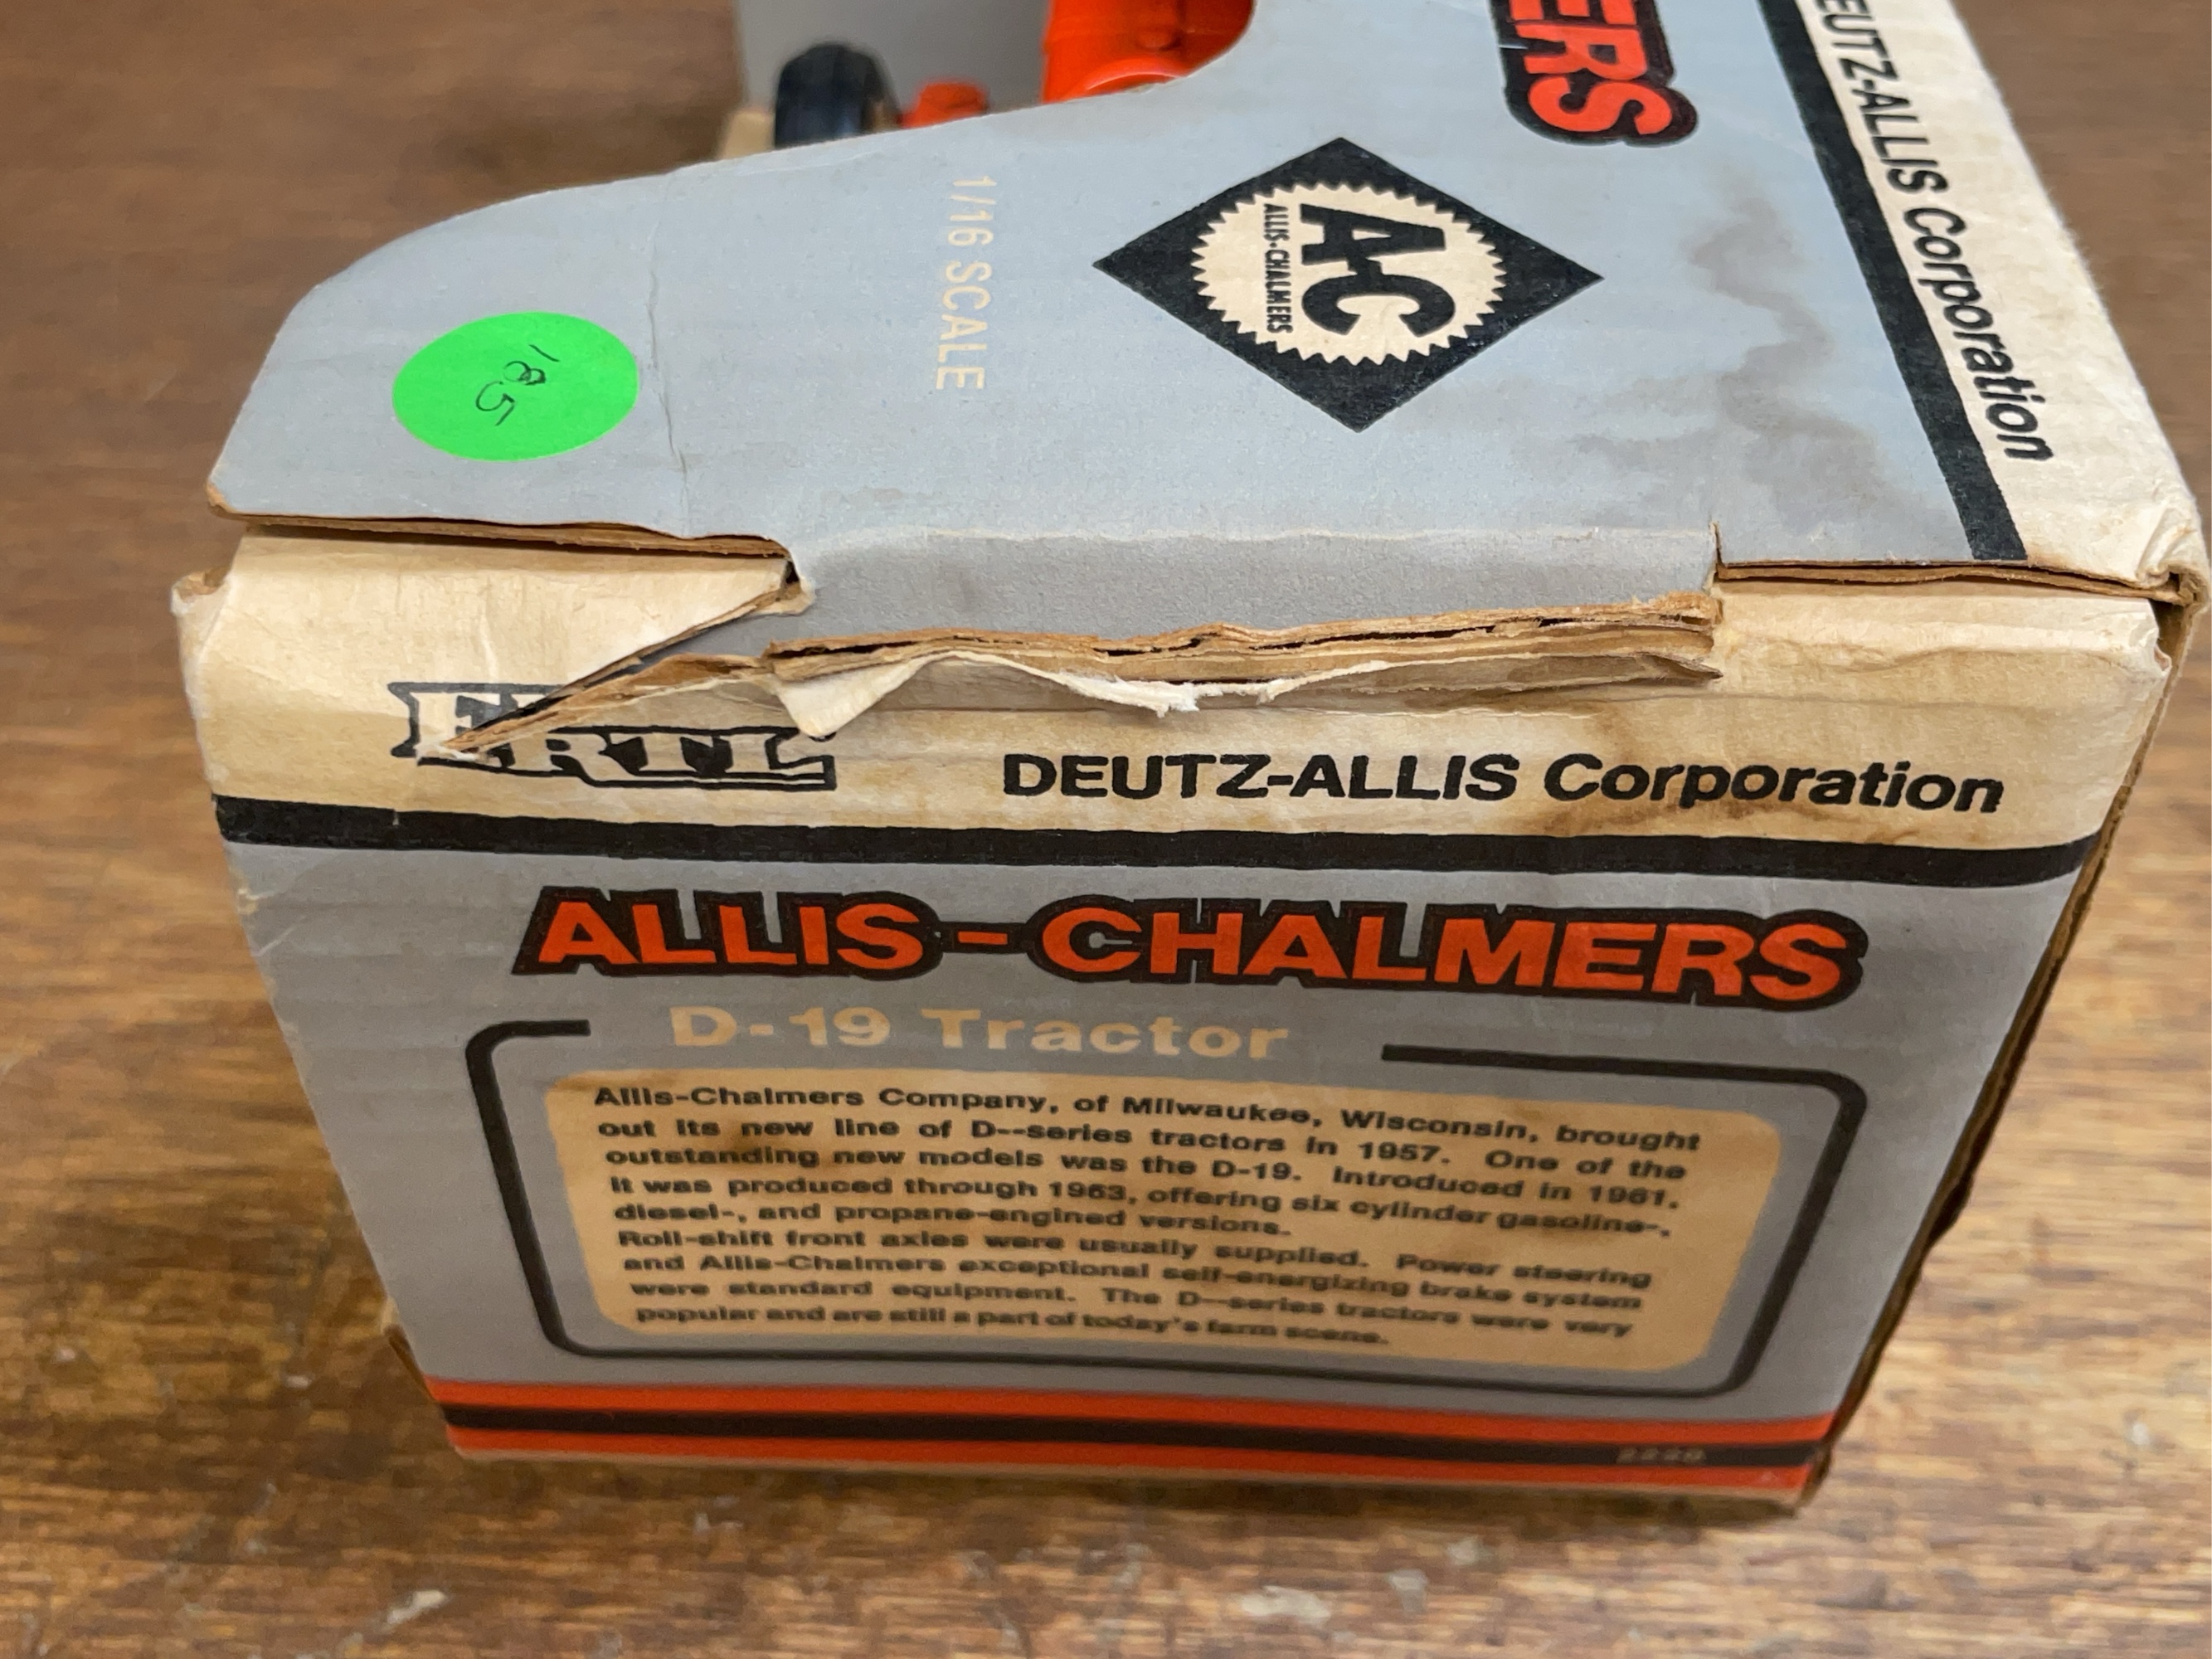 ERS
DEUTZ-ALLIS Corporation
A-C
ALLIS-CHALMERS
1/16 SCALE
185
ERTL
DEUTZ-ALLIS Corporation
ALLIS-CHALMERS
D-19 Tractor
Allis-Chalmers Company, of Milwaukee, Wisconsin, brought
out its new line of D--series tractors in 1957. One of the
outstanding new models was the D-19. Introduced in 1961.
it was produced through 1963, offering six cylinder gasoline-,
diesel-, and propane-engined versions.
Roll-shift front axles were usually supplied. Power steering
and Allis-Chalmers exceptional self-energizing brake system
were standard equipment. The D--series tractors were very
popular and are still a part of today's farm scene.